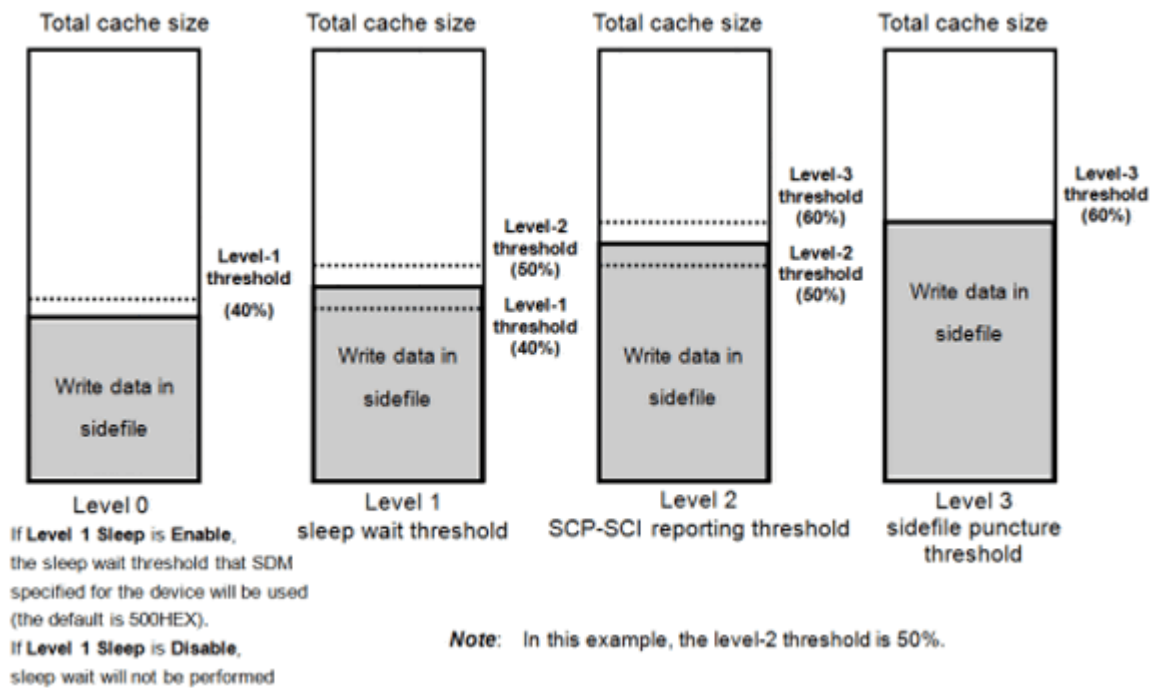 Total cache size
Total cache size
Total cache size
Total cache size
Level-1
threshold
(40%)
Write data in
sidefile
Level-2
threshold
(50%)
Level-1
threshold
(40%)
Write data in
sidefile
Level-3
threshold
(60%)
Level-2
threshold
(50%)
Write data in
sidefile
Level-3
threshold
(60%)
Write data in
sidefile
Level 0
If Level 1 Sleep is Enable,
the sleep wait threshold that SDM
specified for the device will be used
(the default is 500HEX).
If Level 1 Sleep is Disable,
sleep wait will not be performed
Level 1
sleep wait threshold
Level 2
SCP-SCI reporting threshold
Level 3
sidefile puncture
threshold
Note: In this example, the level-2 threshold is 50%.